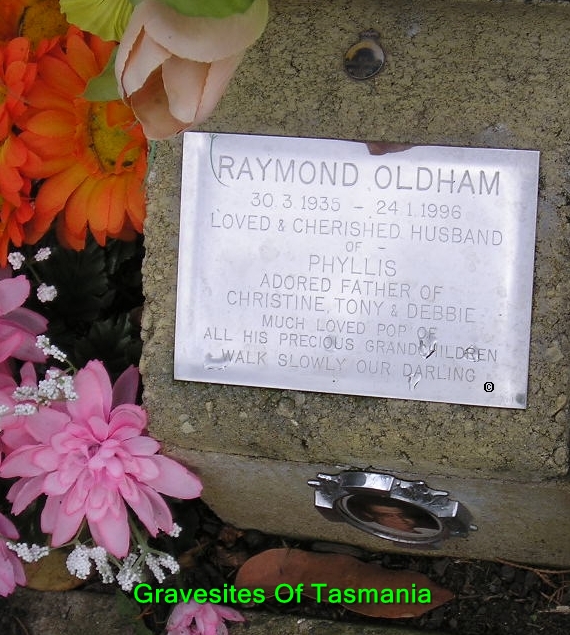 RAYMOND OLDHAM
30.3.1935 - 24.1.1996
LOVED & CHERISHED HUSBAND
OF -
PHYLLIS
ADORED FATHER OF
CHRISTINE, TONY & DEBBIE
MUCH LOVED POP OF
ALL HIS PRECIOUS GRANDCHILDREN
WALK SLOWLY OUR DARLING
©
Gravesites Of Tasmania